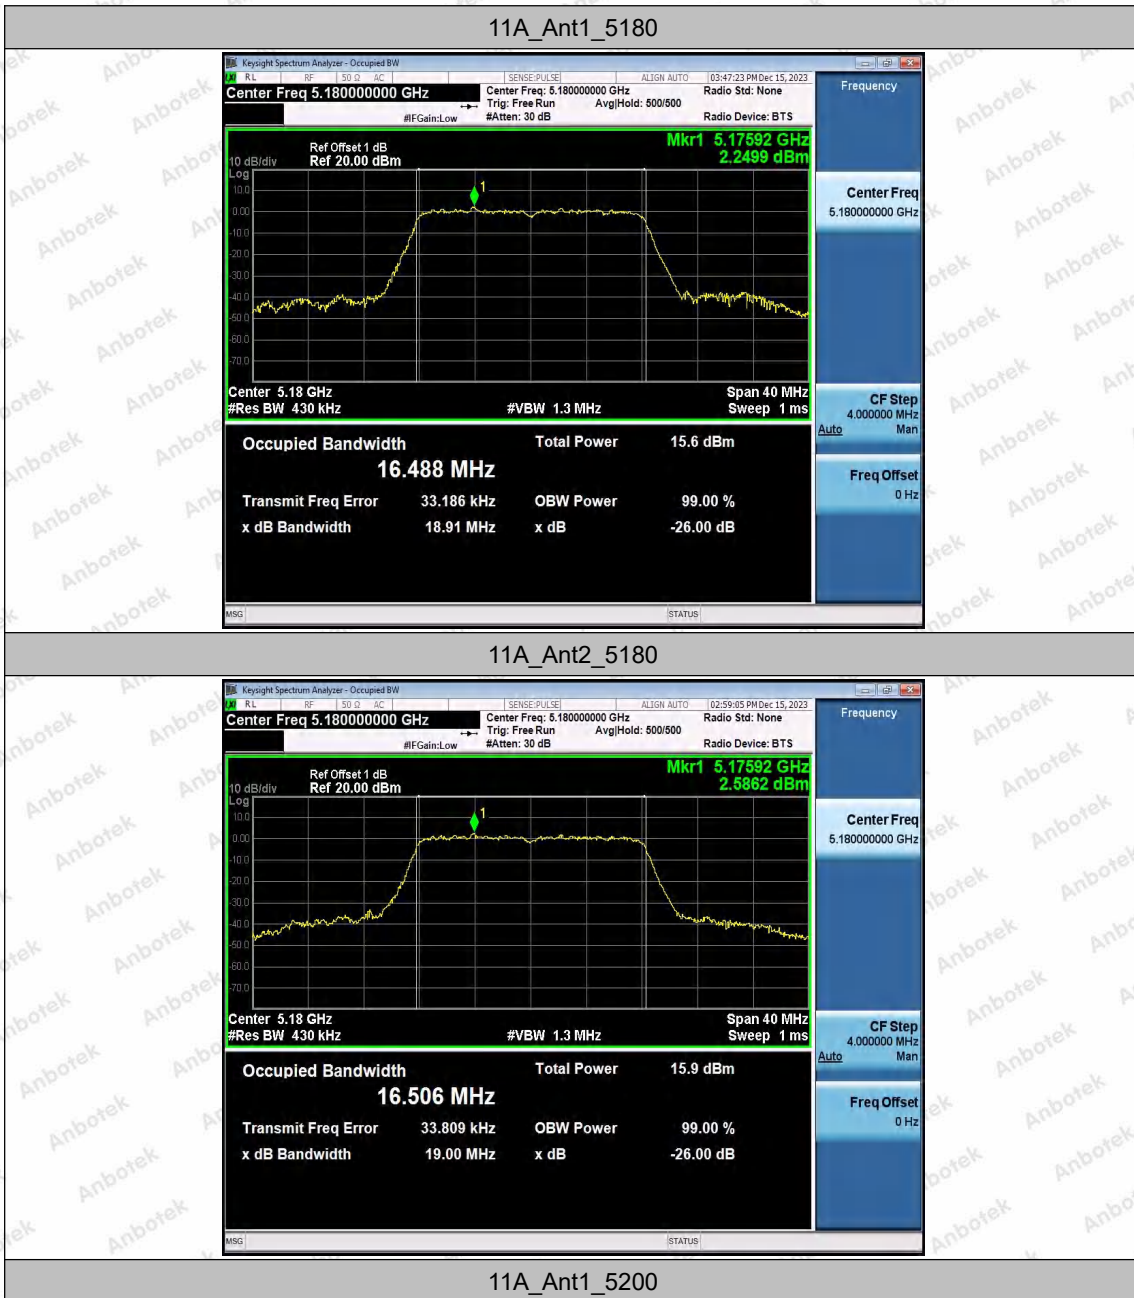 11A_Ant1_5180
Keysight Spectrum Analyzer - Occupied BW
RL RF 50 Ω AC SENSE:PULSE ALIGN AUTO 03:47:23 PM Dec 15, 2023
Center Freq 5.180000000 GHz
Center Freq: 5.180000000 GHz Radio Std: None
Trig: Free Run Avg|Hold: 500/500
#IFGain:Low #Atten: 30 dB Radio Device: BTS
Frequency
Mkr1 5.17592 GHz
2.2499 dBm
Ref Offset 1 dB
10 dB/div Ref 20.00 dBm
Log
10.0
0.00
-10.0
-20.0
-30.0
-40.0
-50.0
-60.0
-70.0
1
Center 5.18 GHz Span 40 MHz
#Res BW 430 kHz #VBW 1.3 MHz Sweep 1 ms
Occupied Bandwidth Total Power 15.6 dBm
16.488 MHz
Transmit Freq Error 33.186 kHz OBW Power 99.00 %
x dB Bandwidth 18.91 MHz x dB -26.00 dB
Center Freq
5.180000000 GHz
CF Step
4.000000 MHz
Auto Man
Freq Offset
0 Hz
MSG STATUS
11A_Ant2_5180
Keysight Spectrum Analyzer - Occupied BW
RL RF 50 Ω AC SENSE:PULSE ALIGN AUTO 02:59:05 PM Dec 15, 2023
Center Freq 5.180000000 GHz
Center Freq: 5.180000000 GHz Radio Std: None
Trig: Free Run Avg|Hold: 500/500
#IFGain:Low #Atten: 30 dB Radio Device: BTS
Frequency
Mkr1 5.17592 GHz
2.5862 dBm
Ref Offset 1 dB
10 dB/div Ref 20.00 dBm
Log
10.0
0.00
-10.0
-20.0
-30.0
-40.0
-50.0
-60.0
-70.0
1
Center 5.18 GHz Span 40 MHz
#Res BW 430 kHz #VBW 1.3 MHz Sweep 1 ms
Occupied Bandwidth Total Power 15.9 dBm
16.506 MHz
Transmit Freq Error 33.809 kHz OBW Power 99.00 %
x dB Bandwidth 19.00 MHz x dB -26.00 dB
Center Freq
5.180000000 GHz
CF Step
4.000000 MHz
Auto Man
Freq Offset
0 Hz
MSG STATUS
11A_Ant1_5200
Anbotek